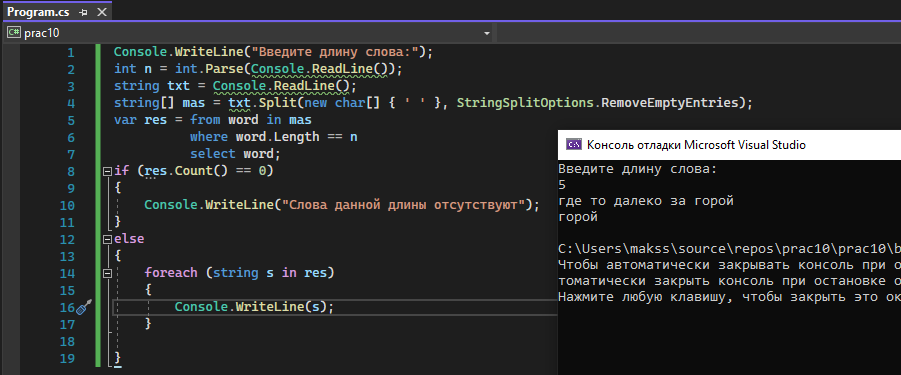 Program.cs
C# prac10
1 Console.WriteLine("Введите длину слова:");
2 int n = int.Parse(Console.ReadLine());
3 string txt = Console.ReadLine();
4 string[] mas = txt.Split(new char[] { ' ' }, StringSplitOptions.RemoveEmptyEntries);
5 var res = from word in mas
6 where word.Length == n
7 select word;
8 if (res.Count() == 0)
9 {
10 Console.WriteLine("Слова данной длины отсутствуют");
11 }
12 else
13 {
14 foreach (string s in res)
15 {
16 Console.WriteLine(s);
17 }
18
19 }
Консоль отладки Microsoft Visual Studio
Введите длину слова:
5
где то далеко за горой
горой
C:\Users\makss\source\repos\prac10\prac10\b
Чтобы автоматически закрывать консоль при о
томатически закрыть консоль при остановке о
Нажмите любую клавишу, чтобы закрыть это ок